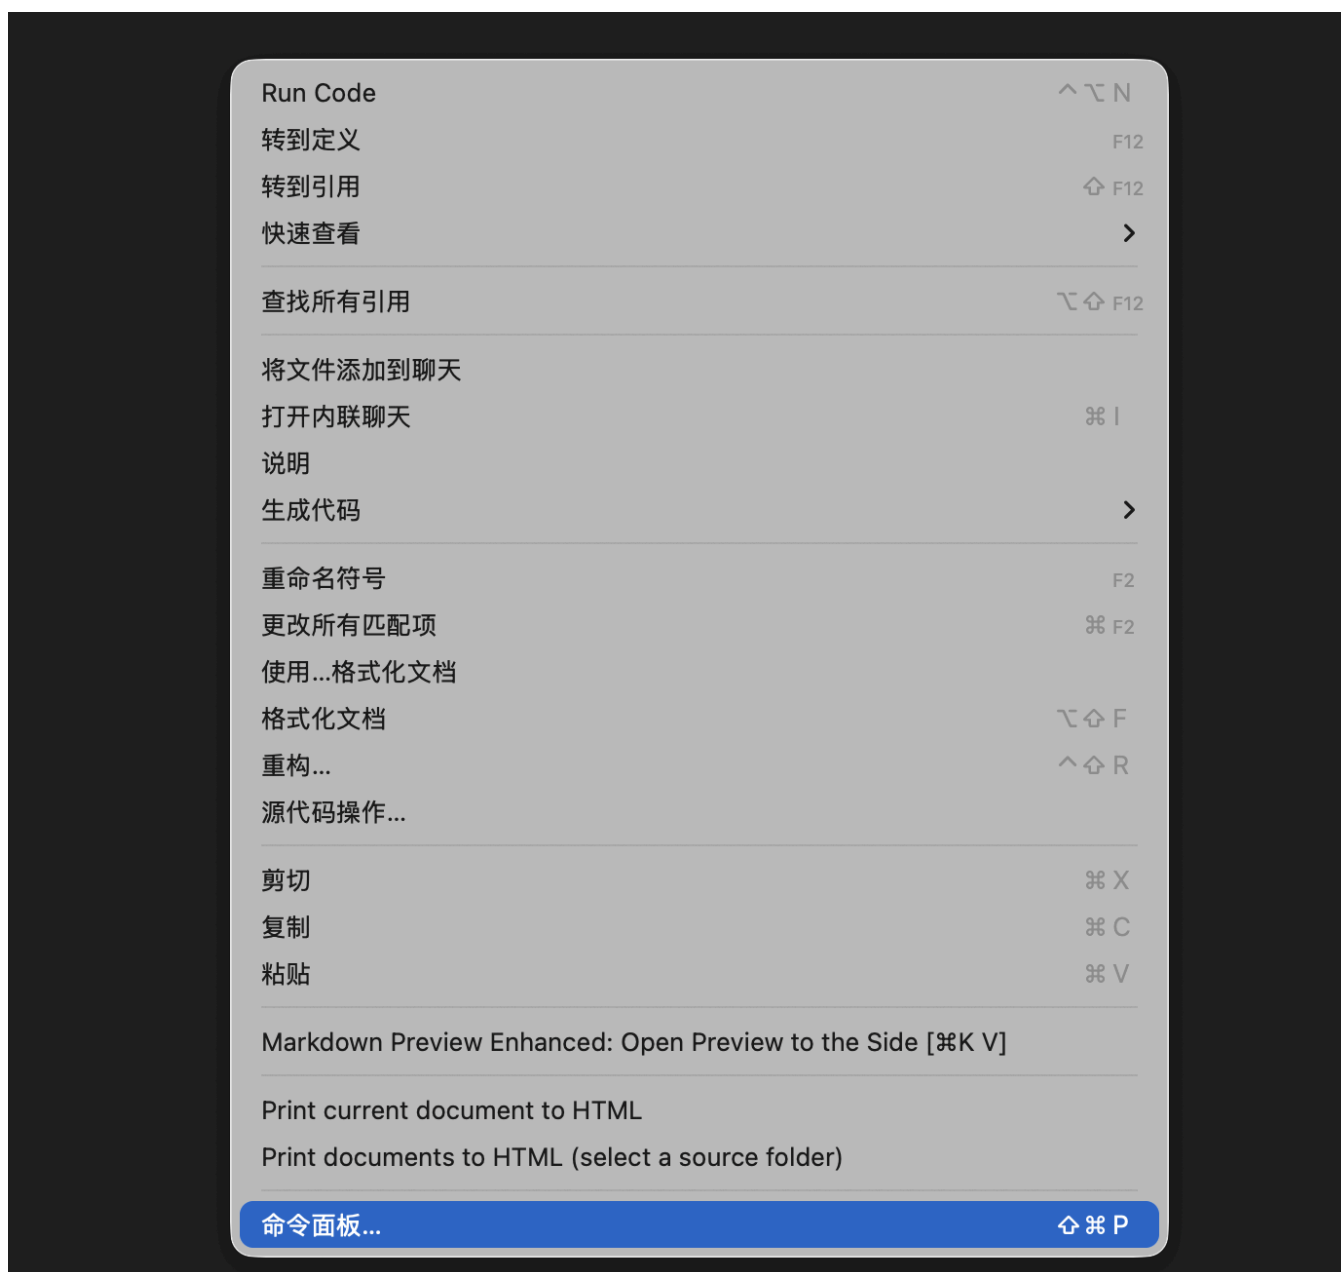 Run Code ⌃⌥N
转到定义 F12
转到引用 ⇧F12
快速查看
查找所有引用 ⌥⇧F12
将文件添加到聊天
打开内联聊天 ⌘I
说明
生成代码
重命名符号 F2
更改所有匹配项 ⌘F2
使用...格式化文档
格式化文档 ⌥⇧F
重构... ⌃⇧R
源代码操作...
剪切 ⌘X
复制 ⌘C
粘贴 ⌘V
Markdown Preview Enhanced: Open Preview to the Side [⌘K V]
Print current document to HTML
Print documents to HTML (select a source folder)
命令面板... ⇧⌘P